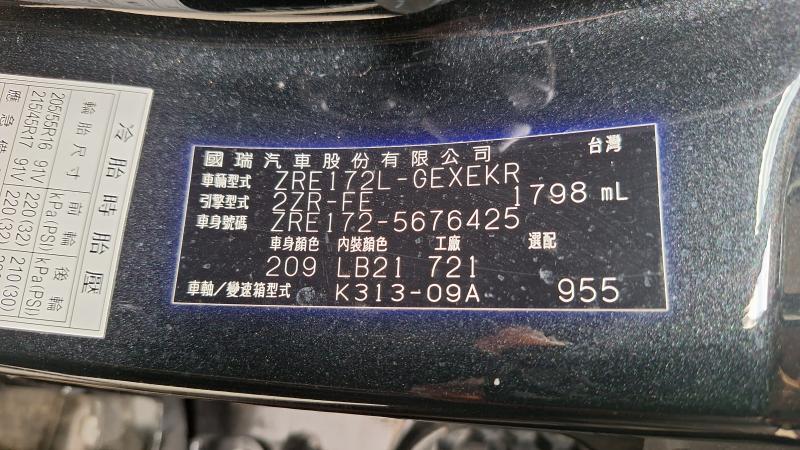 國瑞汽車股份有限公司 台灣
車輛型式 ZRE172L-GEXEKR
引擎型式 2ZR-FE 1798 mL
車身號碼 ZRE172-5676425
車身顏色 內裝顏色 工廠 選配
209 LB21 721
車軸/變速箱型式 K313-09A 955
冷胎時胎壓
輪胎尺寸 前輪 後輪
kPa(PSI) kPa(PSI)
205/55R16 91V 220(32)
215/45R17 91V 220(32) 210(30)
應急